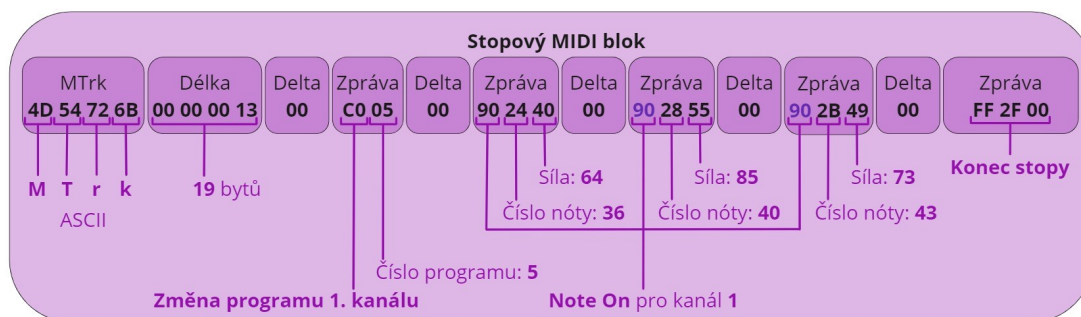 Stopový MIDI blok
MTrk Délka Delta Zpráva Delta Zpráva Delta Zpráva Delta Zpráva Delta Zpráva
4D 54 72 6B 00 00 00 13 00 C0 05 00 90 24 40 00 90 28 55 00 90 2B 49 00 FF 2F 00
M T r k 19 bytů Síla: 64 Síla: 85 Síla: 73 Konec stopy
ASCII Číslo nóty: 36 Číslo nóty: 40 Číslo nóty: 43
Číslo programu: 5
Změna programu 1. kanálu Note On pro kanál 1